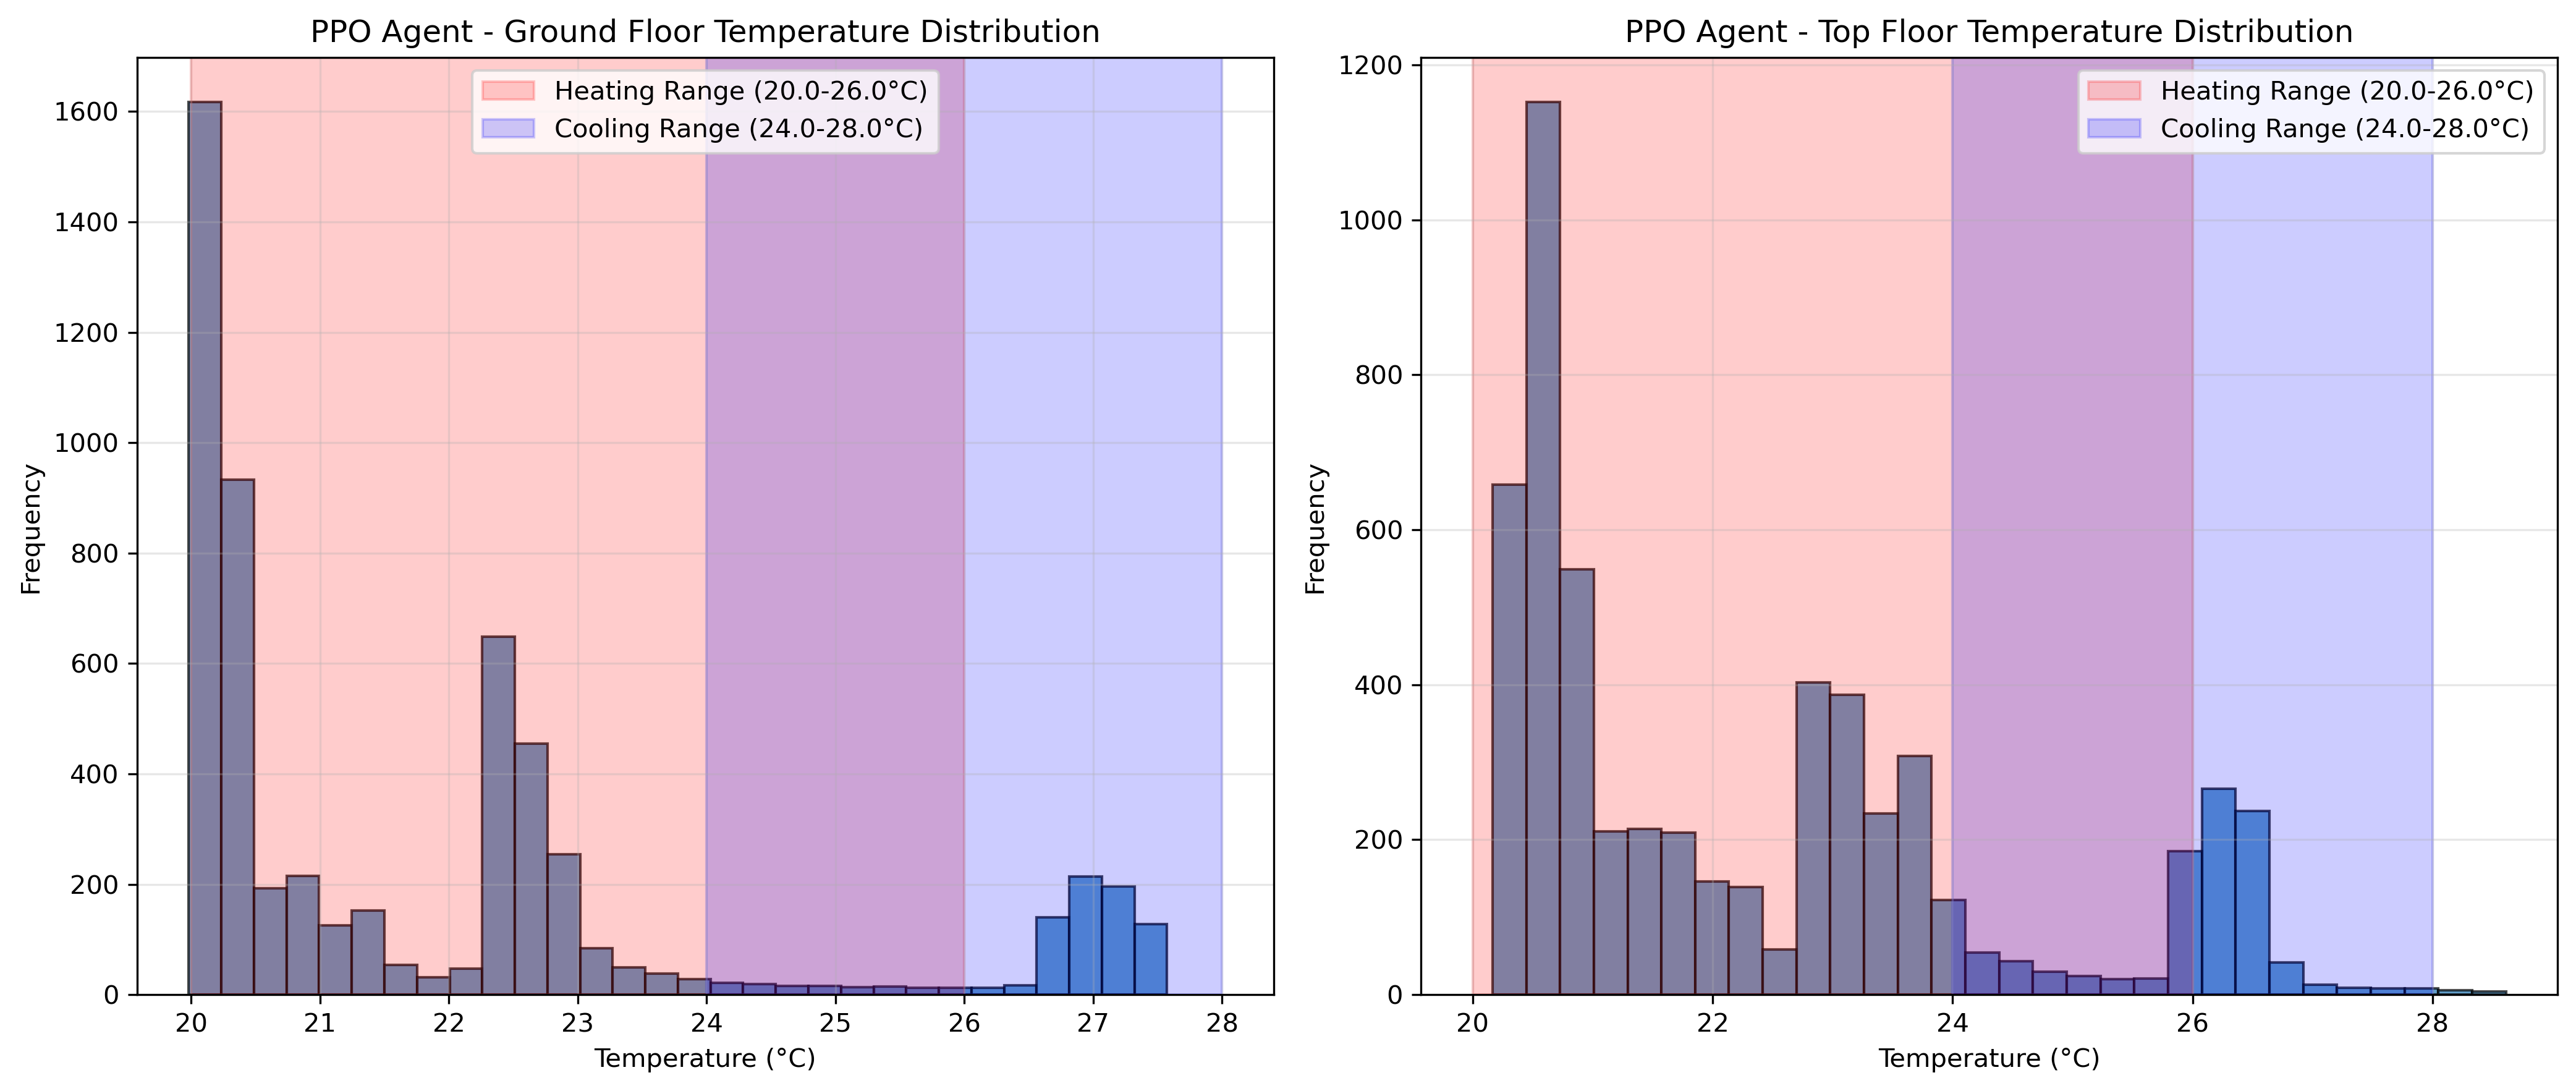 PPO Agent - Ground Floor Temperature Distribution
Heating Range (20.0-26.0°C)
Cooling Range (24.0-28.0°C)
1600
1400
1200
1000
800
600
400
200
0
Frequency
20 21 22 23 24 25 26 27 28
Temperature (°C)
PPO Agent - Top Floor Temperature Distribution
Heating Range (20.0-26.0°C)
Cooling Range (24.0-28.0°C)
1200
1000
800
600
400
200
0
Frequency
20 22 24 26 28
Temperature (°C)